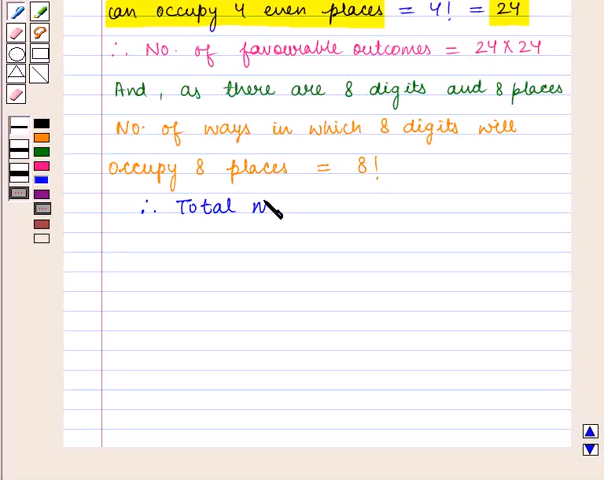 can occupy 4 even places = 4! = 24
∴ No. of favourable outcomes = 24 × 24
And, as there are 8 digits and 8 places
No. of ways in which 8 digits will
occupy 8 places = 8!
∴ Total n